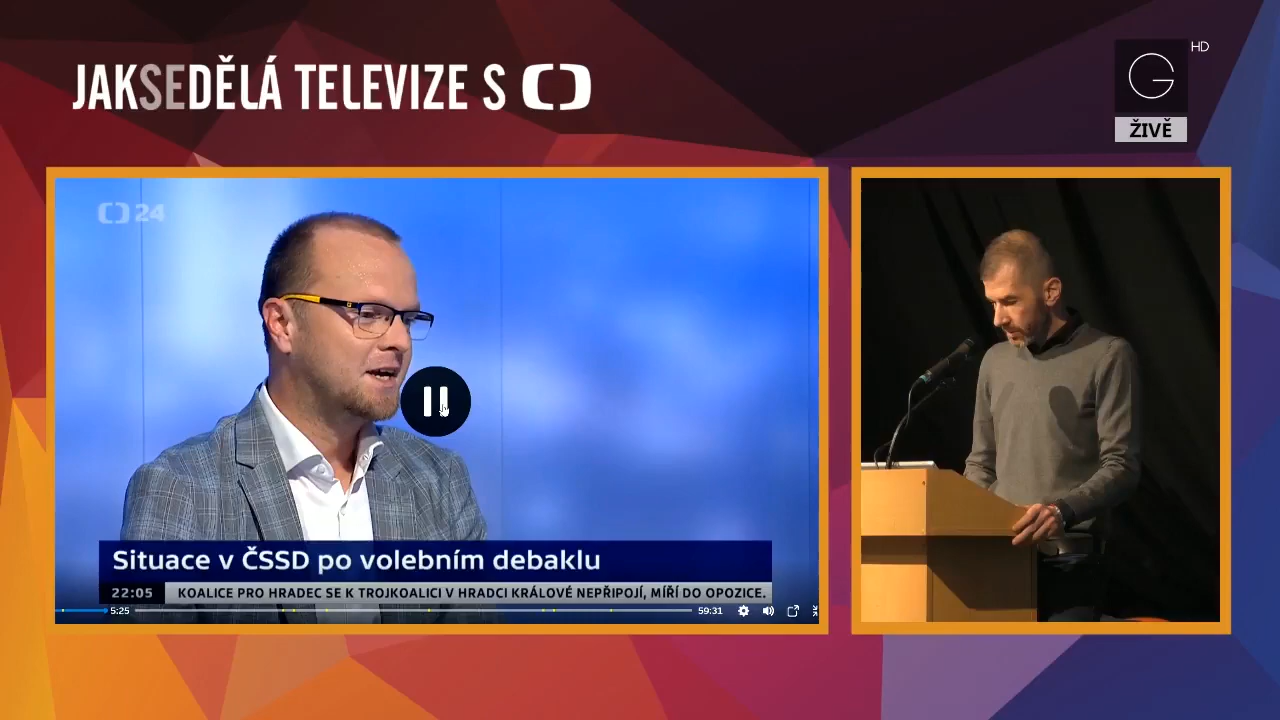 JAKSEDĚLÁ TELEVIZE S
HD
G
ŽIVĚ
24
Situace v ČSSD po volebním debaklu
22:05 KOALICE PRO HRADEC SE K TROJKOALICI V HRADCI KRÁLOVÉ NEPŘIPOJÍ, MÍŘÍ DO OPOZICE.
5:25 59:31